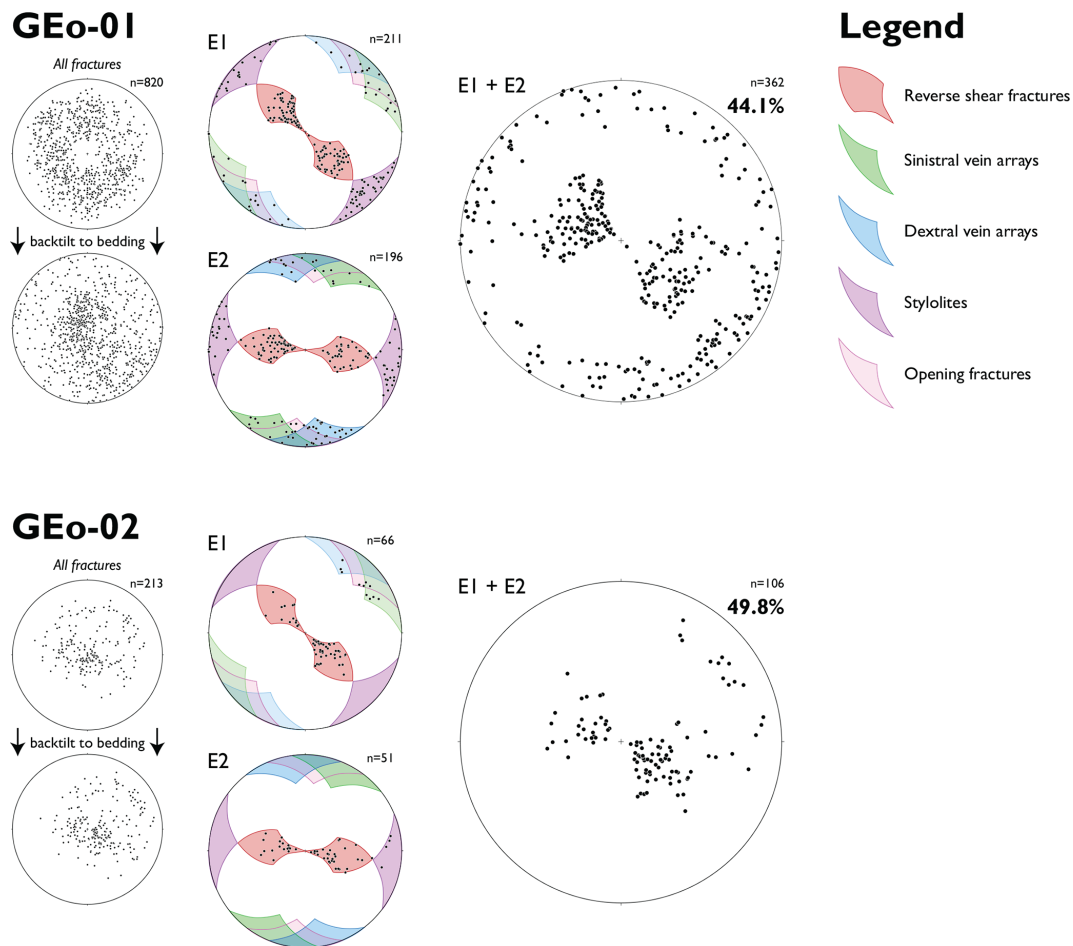 GEo-01
All fractures
n=820
backtilt to bedding
E1
n=211
E2
n=196
E1 + E2
n=362
44.1%
Legend
Reverse shear fractures
Sinistral vein arrays
Dextral vein arrays
Stylolites
Opening fractures
GEo-02
All fractures
n=213
backtilt to bedding
E1
n=66
E2
n=51
E1 + E2
n=106
49.8%